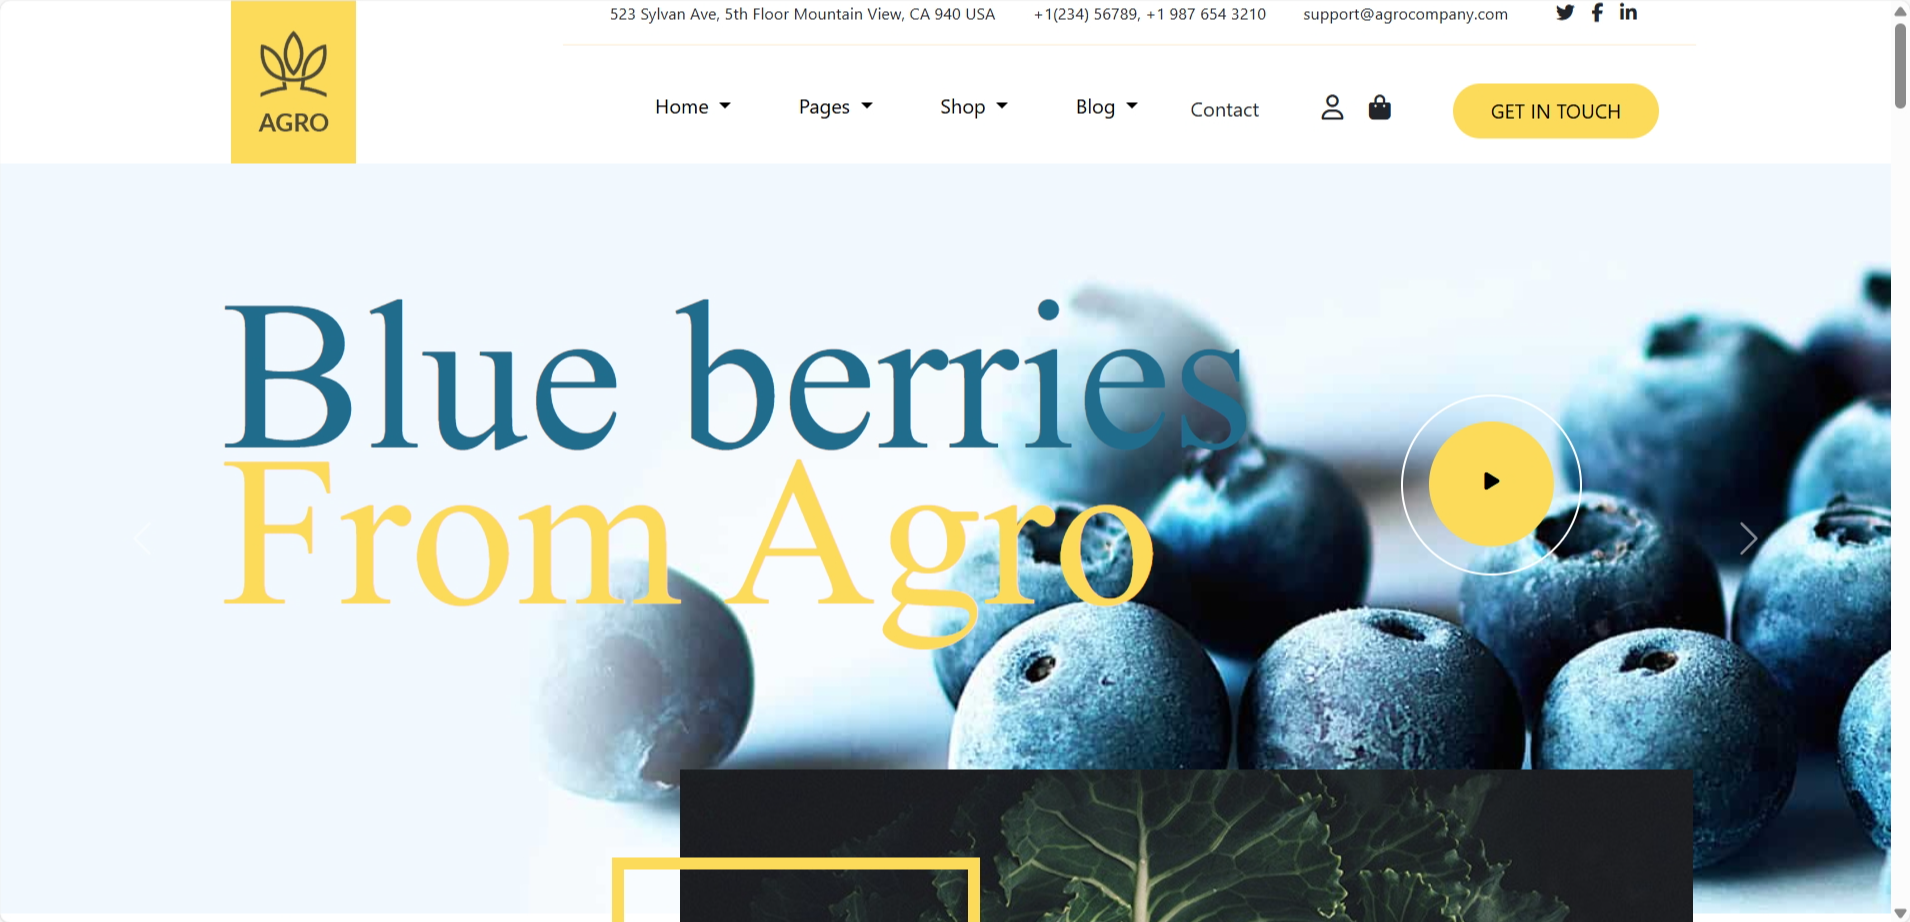 523 Sylvan Ave, 5th Floor Mountain View, CA 940 USA +1(234) 56789, +1 987 654 3210 support@agrocompany.com
AGRO
Home Pages Shop Blog Contact GET IN TOUCH
Blue berries
From Agro